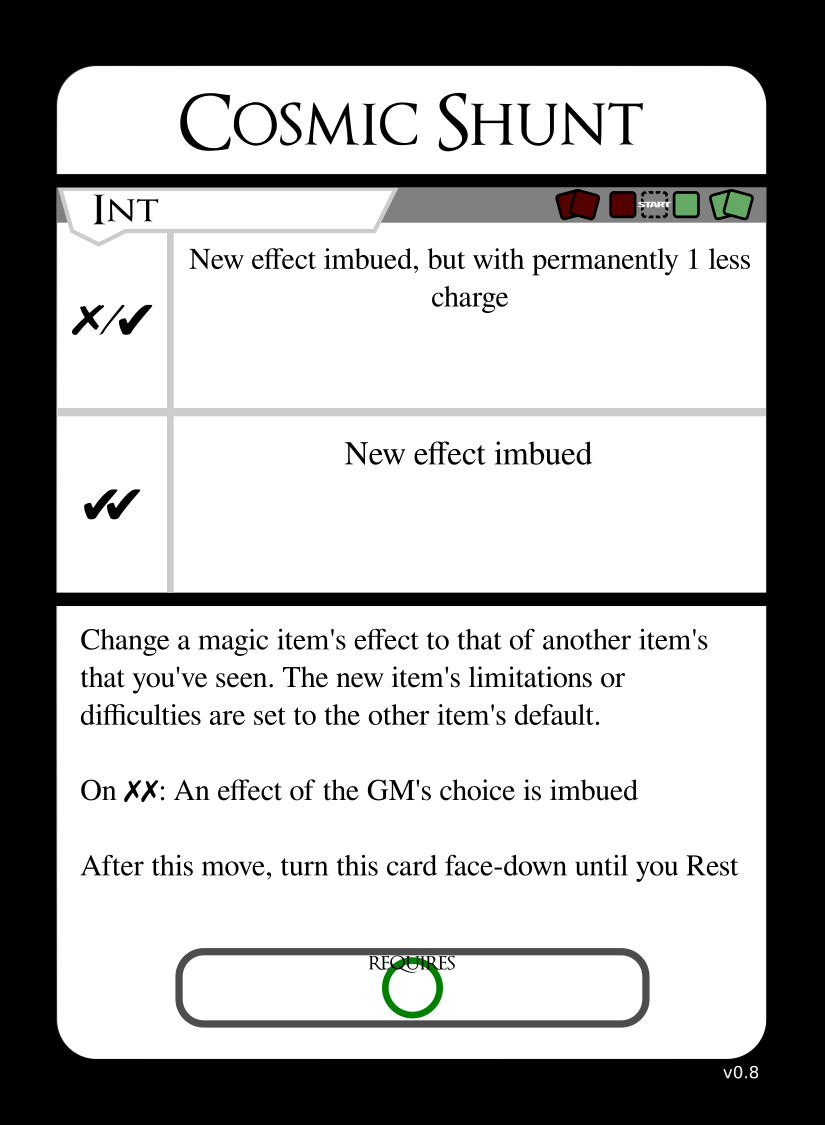 Cosmic Shunt
Int
START
New effect imbued, but with permanently 1 less
charge
✗/✔
New effect imbued
✔✔
Change a magic item's effect to that of another item's
that you've seen. The new item's limitations or
difficulties are set to the other item's default.
On ✗✗: An effect of the GM's choice is imbued
After this move, turn this card face-down until you Rest
REQUIRES
v0.8